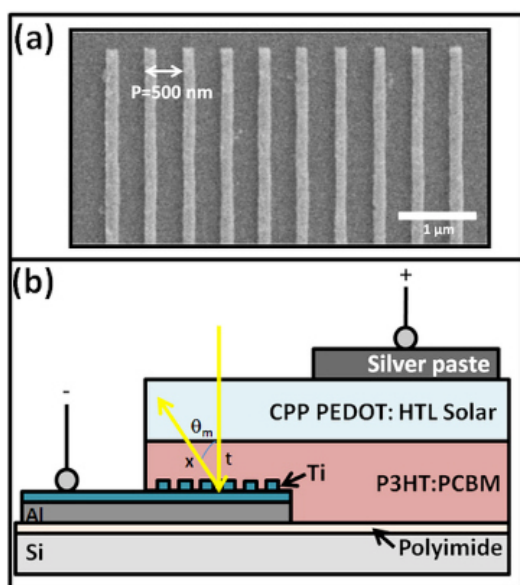 (a)
P=500 nm
1 µm
(b)
+
Silver paste
-
CPP PEDOT: HTL Solar
θm
x
t
Ti
P3HT:PCBM
Al
Polyimide
Si